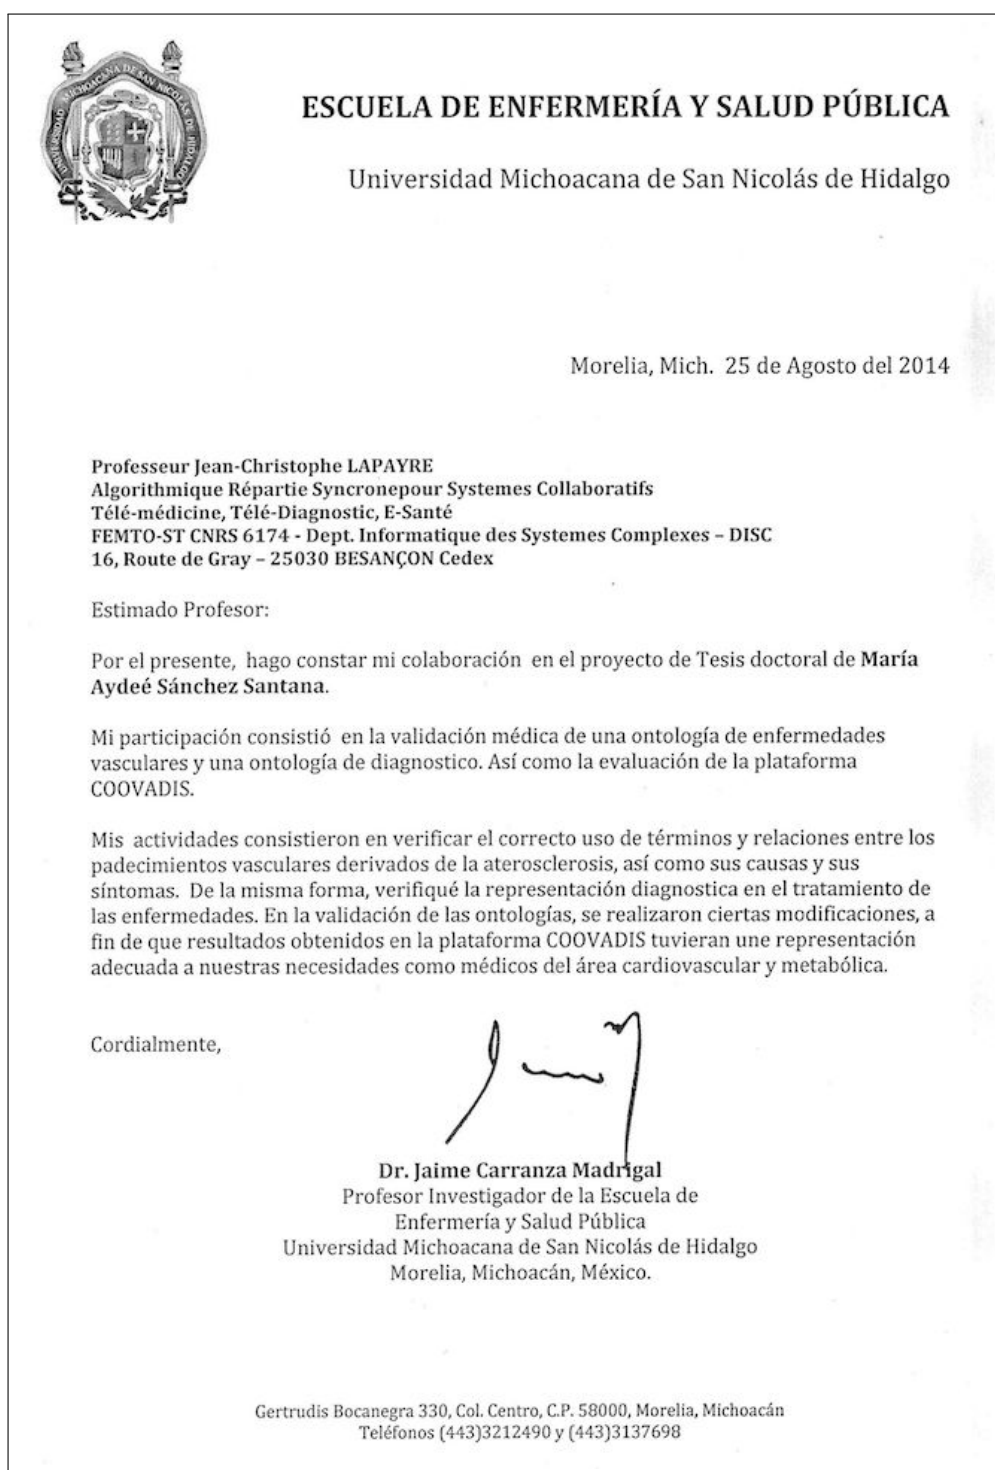 UNIVERSIDAD MICHOACANA DE SAN NICOLÁS DE HIDALGO
ESCUELA DE ENFERMERÍA Y SALUD PÚBLICA
Universidad Michoacana de San Nicolás de Hidalgo
Morelia, Mich. 25 de Agosto del 2014
Professeur Jean-Christophe LAPAYRE
Algorithmique Répartie Syncronepour Systemes Collaboratifs
Télé-médicine, Télé-Diagnostic, E-Santé
FEMTO-ST CNRS 6174 - Dept. Informatique des Systemes Complexes – DISC
16, Route de Gray – 25030 BESANÇON Cedex
Estimado Profesor:
Por el presente, hago constar mi colaboración en el proyecto de Tesis doctoral de María
Aydeé Sánchez Santana.
Mi participación consistió en la validación médica de una ontología de enfermedades
vasculares y una ontología de diagnostico. Así como la evaluación de la plataforma
COOVADIS.
Mis actividades consistieron en verificar el correcto uso de términos y relaciones entre los
padecimientos vasculares derivados de la aterosclerosis, así como sus causas y sus
síntomas. De la misma forma, verifiqué la representación diagnostica en el tratamiento de
las enfermedades. En la validación de las ontologías, se realizaron ciertas modificaciones, a
fin de que resultados obtenidos en la plataforma COOVADIS tuvieran une representación
adecuada a nuestras necesidades como médicos del área cardiovascular y metabólica.
Cordialmente,
Dr. Jaime Carranza Madrigal
Profesor Investigador de la Escuela de
Enfermería y Salud Pública
Universidad Michoacana de San Nicolás de Hidalgo
Morelia, Michoacán, México.
Gertrudis Bocanegra 330, Col. Centro, C.P. 58000, Morelia, Michoacán
Teléfonos (443)3212490 y (443)3137698